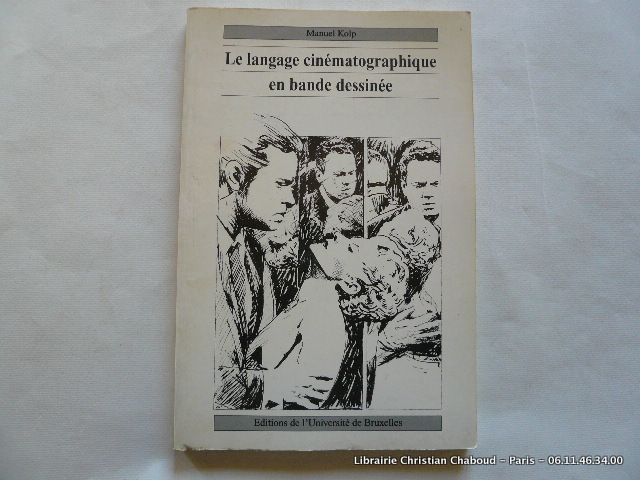 Manuel Kolp
Le langage cinématographique
en bande dessinée
Editions de l'Université de Bruxelles
Librairie Christian Chaboud - Paris - 06.11.46.34.00